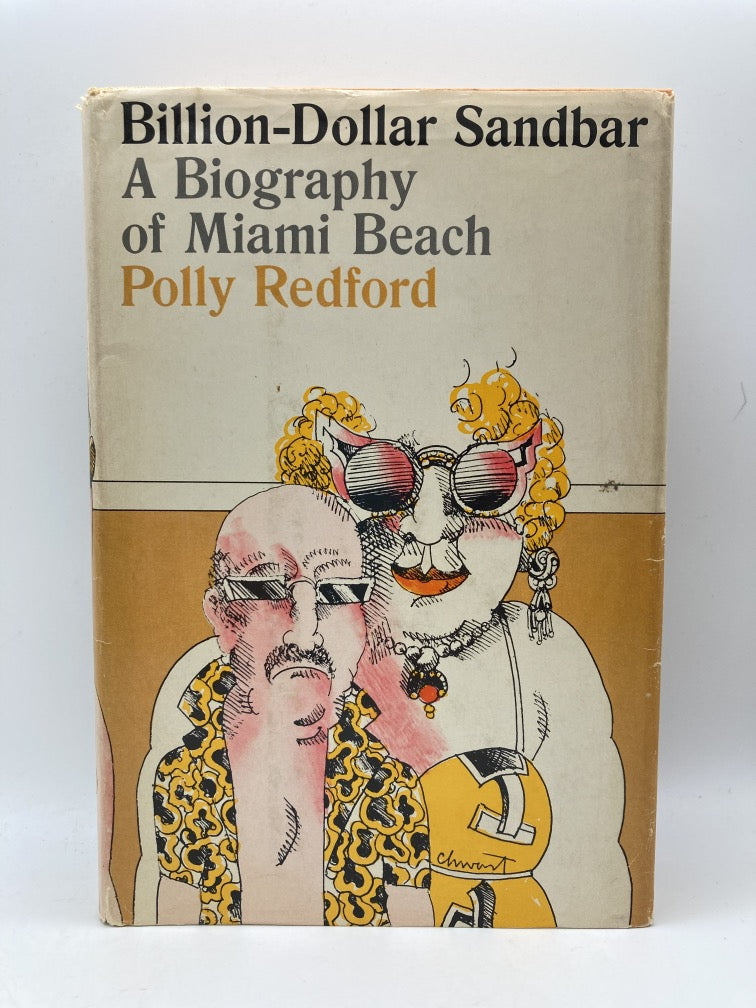 Billion-Dollar Sandbar
A Biography
of Miami Beach
Polly Redford
Chwast